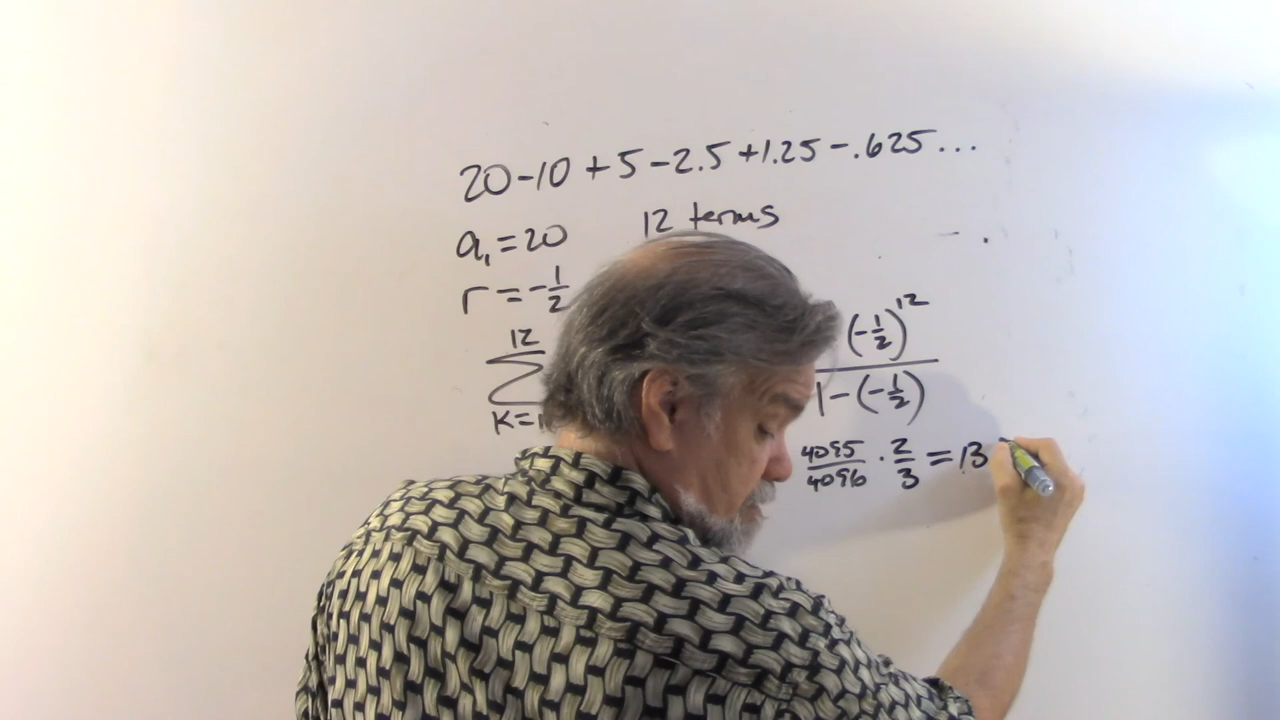 20-10+5-2.5+1.25-.625...
a₁=20 12 terms
r=-1/2
12
Σ
K=
(-1/2)^12
1-(-1/2)
4095/4096 · 2/3 = 13